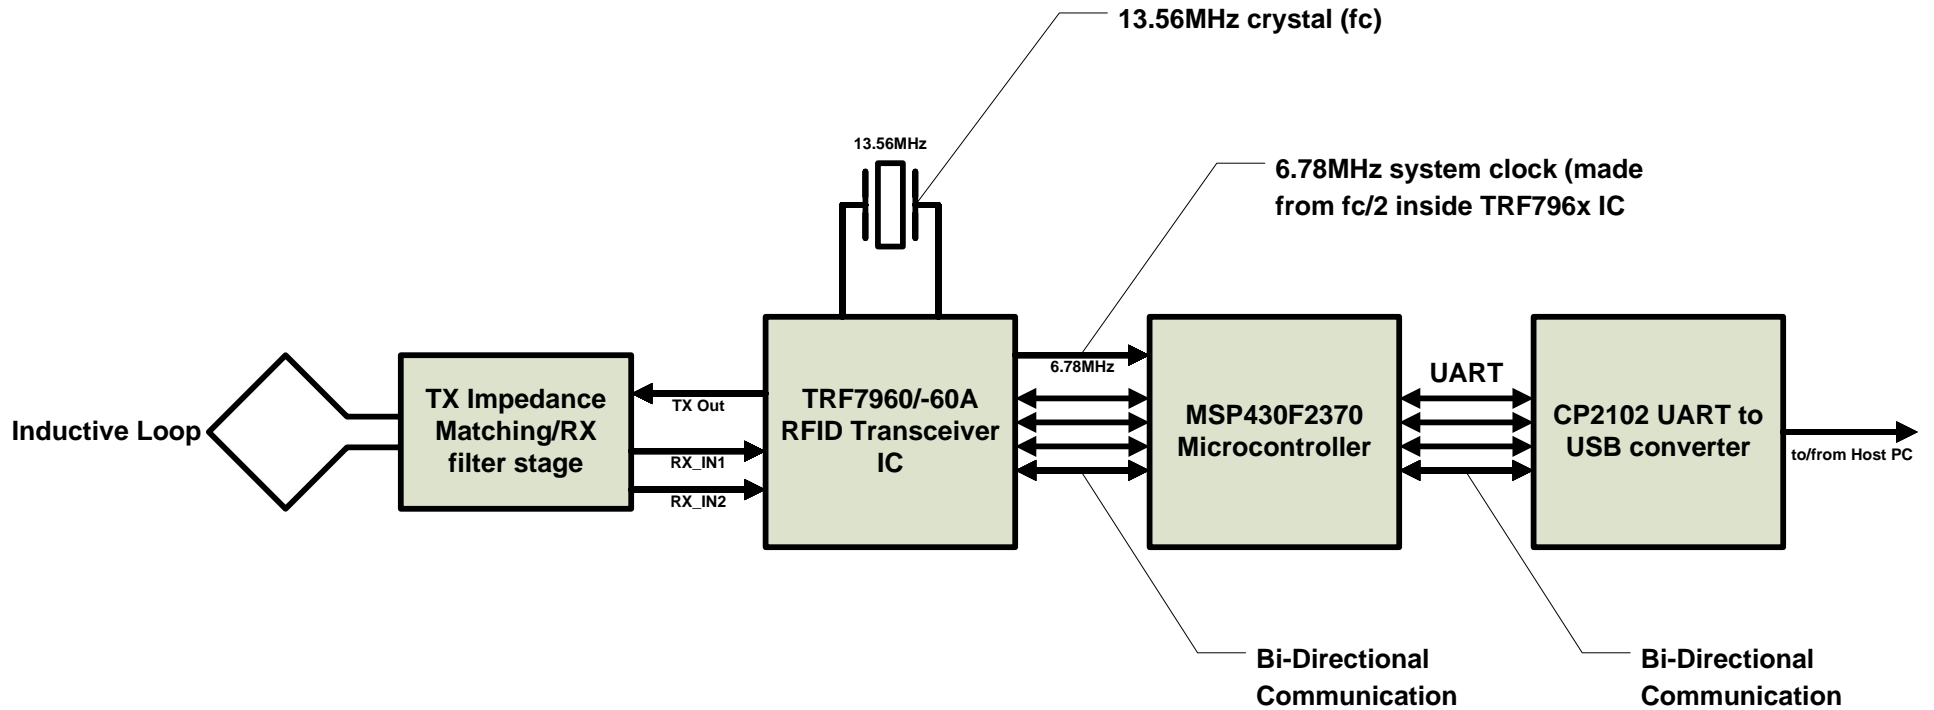 13.56MHz crystal (fc)
13.56MHz
6.78MHz system clock (made
from fc/2 inside TRF796x IC
Inductive Loop
TX Impedance
Matching/RX
filter stage
TX Out
RX_IN1
RX_IN2
TRF7960/-60A
RFID Transceiver
IC
6.78MHz
MSP430F2370
Microcontroller
UART
CP2102 UART to
USB converter
to/from Host PC
Bi-Directional
Communication
Bi-Directional
Communication